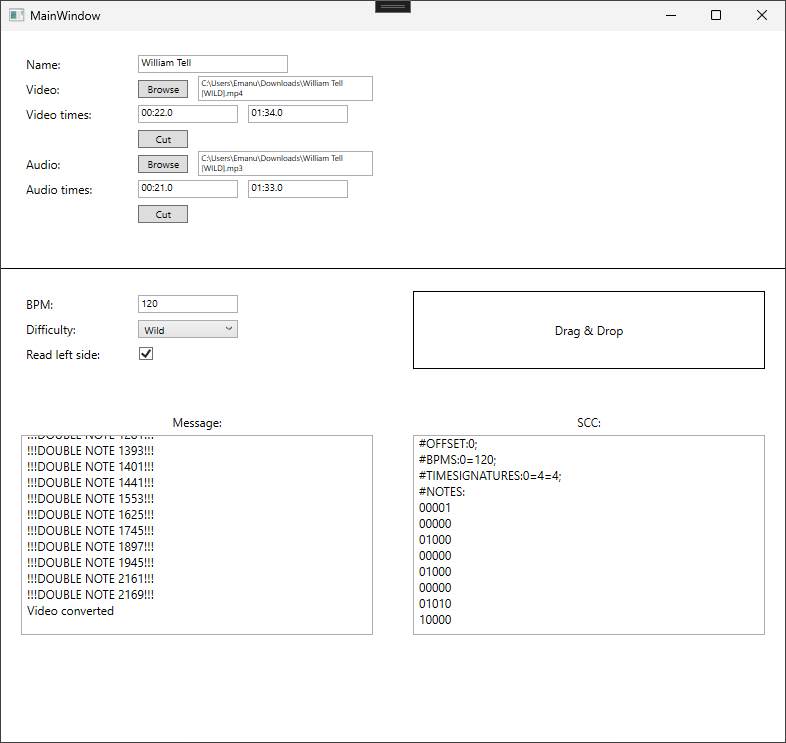 MainWindow
Name: William Tell
Video: Browse C:\Users\Emanu\Downloads\William Tell
[WILD].mp4
Video times: 00:22.0 01:34.0
Cut
Audio: Browse C:\Users\Emanu\Downloads\William Tell
[WILD].mp3
Audio times: 00:21.0 01:33.0
Cut
BPM: 120
Difficulty: Wild
Read left side:
Drag & Drop
Message:
!!!DOUBLE NOTE 1281!!!
!!!DOUBLE NOTE 1393!!!
!!!DOUBLE NOTE 1401!!!
!!!DOUBLE NOTE 1441!!!
!!!DOUBLE NOTE 1553!!!
!!!DOUBLE NOTE 1625!!!
!!!DOUBLE NOTE 1745!!!
!!!DOUBLE NOTE 1897!!!
!!!DOUBLE NOTE 1945!!!
!!!DOUBLE NOTE 2161!!!
!!!DOUBLE NOTE 2169!!!
Video converted
SCC:
#OFFSET:0;
#BPMS:0=120;
#TIMESIGNATURES:0=4=4;
#NOTES:
00001
00000
01000
00000
01000
00000
01010
10000